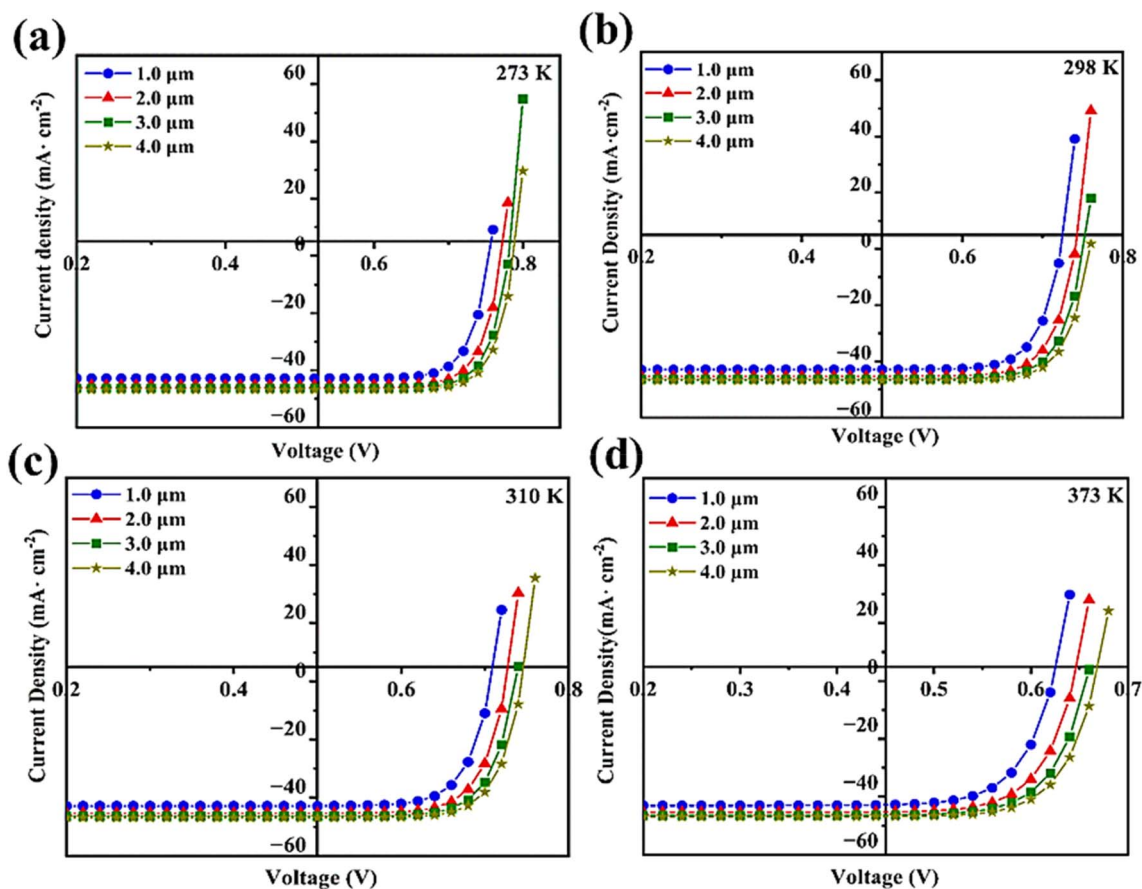 (a)
273 K
1.0 μm
2.0 μm
3.0 μm
4.0 μm
60
40
20
0
−20
−40
−60
0.2
0.4
0.6
0.8
Current density (mA· cm-2)
Voltage (V)
(b)
298 K
1.0 μm
2.0 μm
3.0 μm
4.0 μm
60
40
20
0
−20
−40
−60
0.2
0.4
0.6
0.8
Current Density (mA·cm-2)
Voltage (V)
(c)
310 K
1.0 μm
2.0 μm
3.0 μm
4.0 μm
60
40
20
0
−20
−40
−60
0.2
0.4
0.6
0.8
Current Density (mA· cm-2)
Voltage (V)
(d)
373 K
1.0 μm
2.0 μm
3.0 μm
4.0 μm
60
40
20
0
−20
−40
−60
0.2
0.3
0.4
0.5
0.6
0.7
Current Density(mA· cm-2)
Voltage (V)